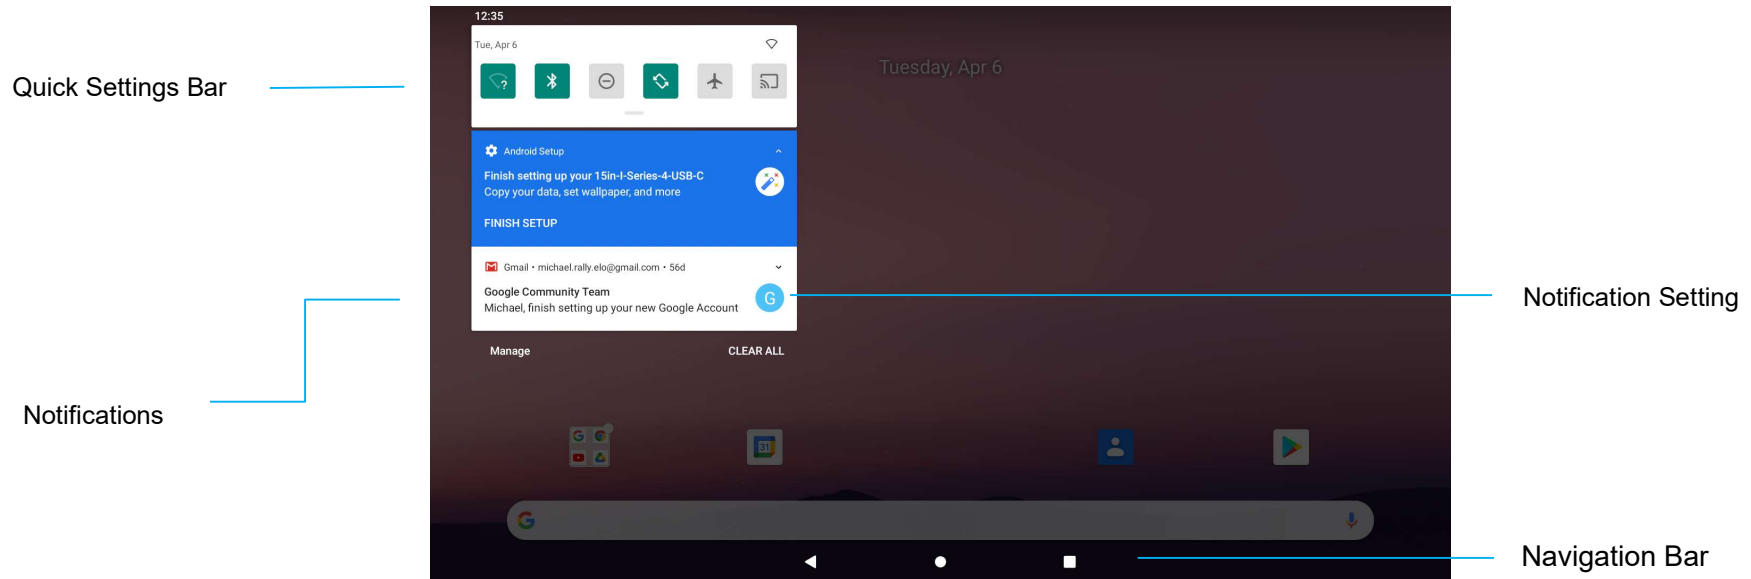 12:35
Tue, Apr 6
?
Tuesday, Apr 6
Quick Settings Bar
Android Setup
Finish setting up your 15in-I-Series-4-USB-C
Copy your data, set wallpaper, and more
FINISH SETUP
Gmail • michael.rally.elo@gmail.com • 56d
Google Community Team
Michael, finish setting up your new Google Account
G
Notification Setting
Manage
CLEAR ALL
Notifications
G
31
G
Navigation Bar